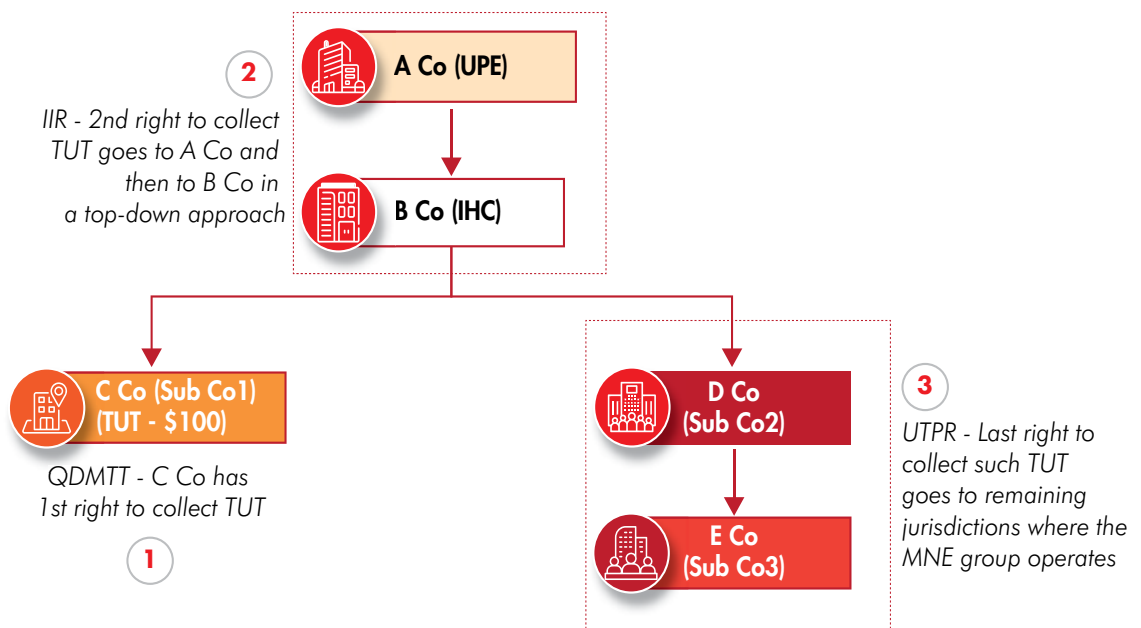 A Co (UPE)
2
IIR - 2nd right to collect
TUT goes to A Co and
then to B Co in
a top-down approach
B Co (IHC)
C Co (Sub Co1)
(TUT - $100)
QDMTT - C Co has
1st right to collect TUT
1
D Co
(Sub Co2)
3
UTPR - Last right to
collect such TUT
goes to remaining
jurisdictions where the
MNE group operates
E Co
(Sub Co3)